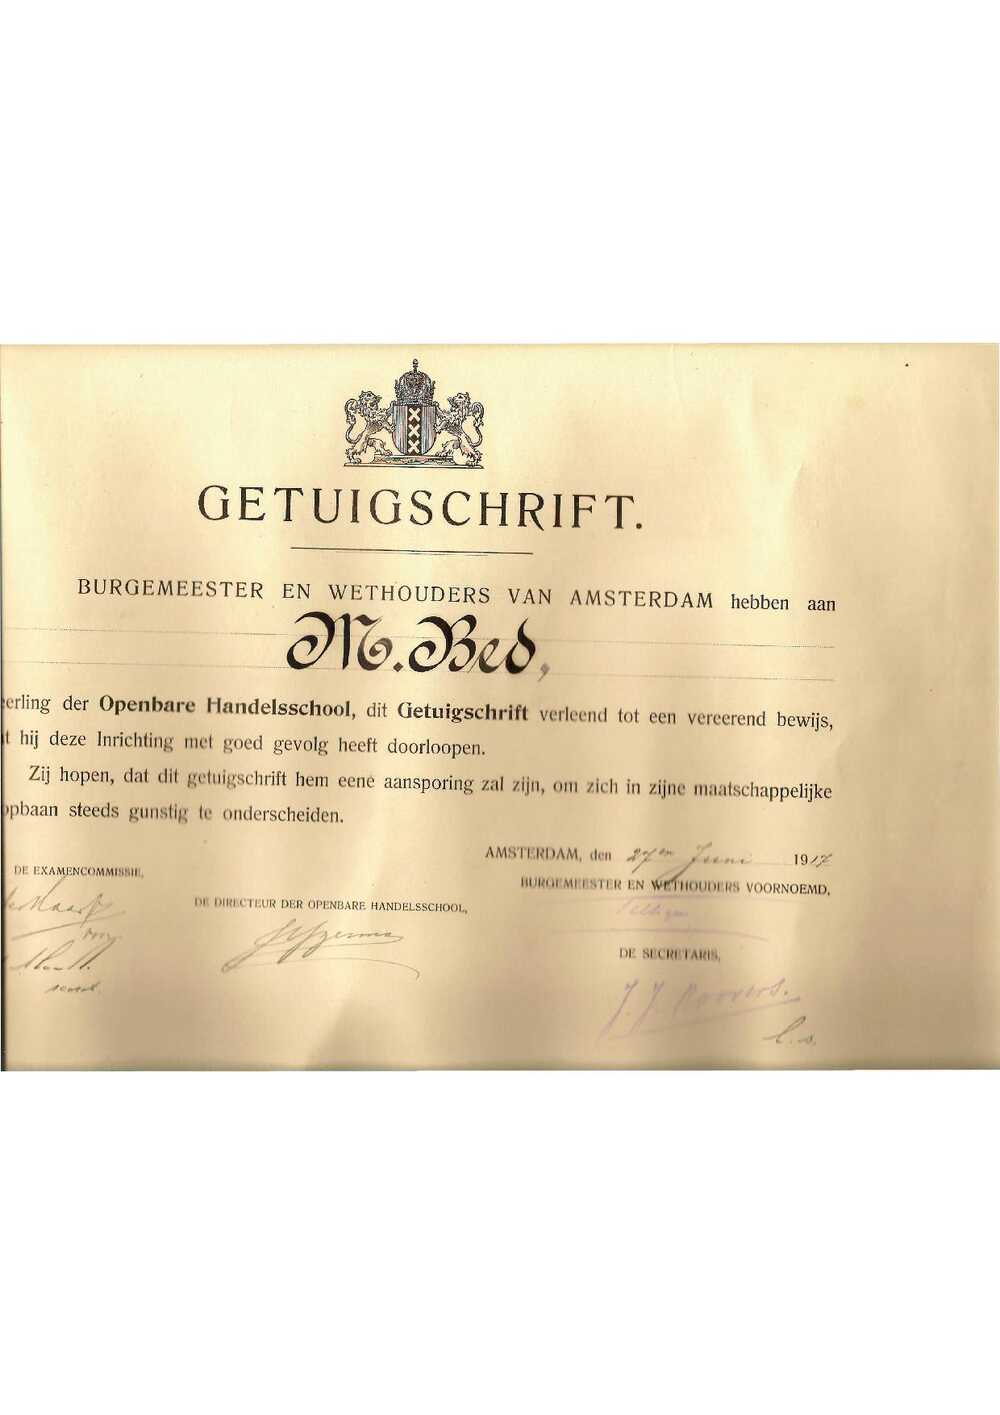 GETUIGSCHRIFT.
BURGEMEESTER EN WETHOUDERS VAN AMSTERDAM hebben aan
M. Bed,
eerling der Openbare Handelsschool, dit Getuigschrift verleend tot een vereerend bewijs,
t hij deze Inrichting met goed gevolg heeft doorloopen.
Zij hopen, dat dit getuigschrift hem eene aansporing zal zijn, om zich in zijne maatschappelijke
opbaan steeds gunstig te onderscheiden.
AMSTERDAM, den 27en Juni 1917
DE EXAMENCOMMISSIE,
BURGEMEESTER EN WETHOUDERS VOORNOEMD,
DE DIRECTEUR DER OPENBARE HANDELSSCHOOL,
DE SECRETARIS,
l.s.